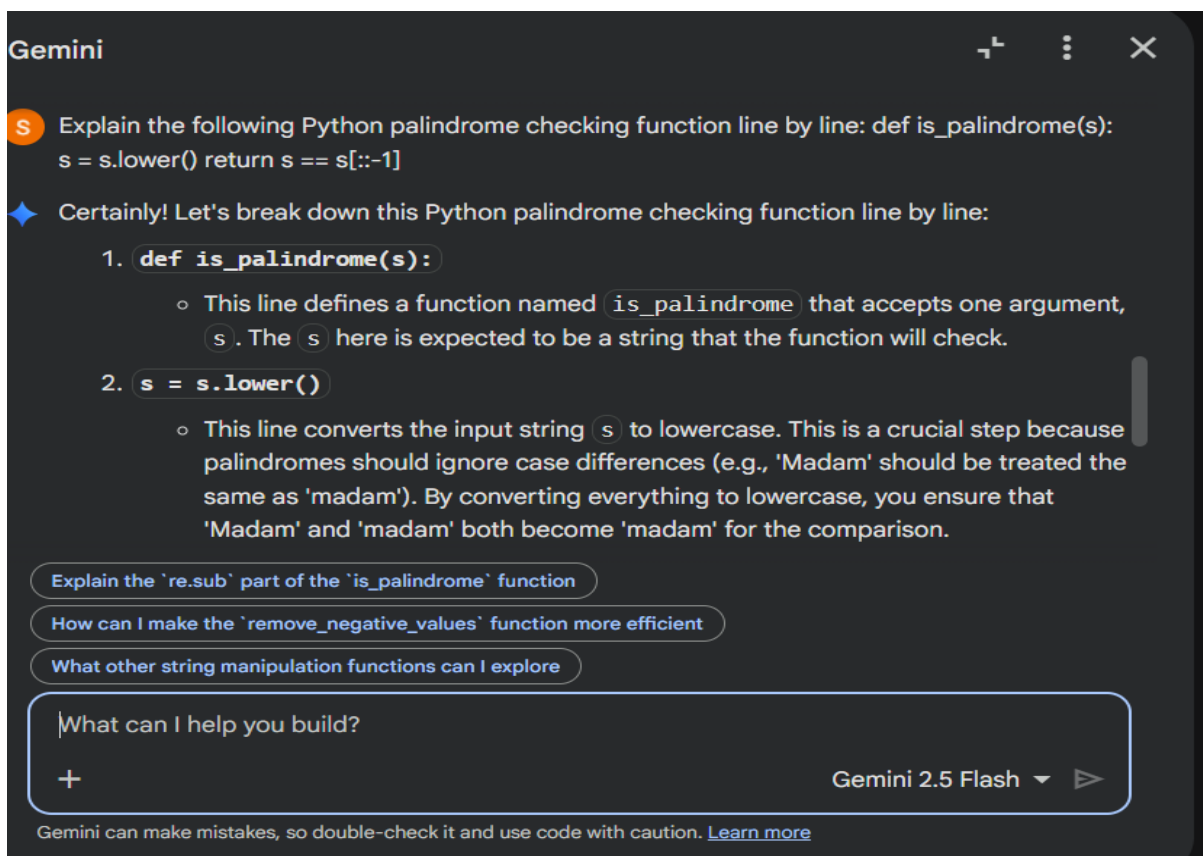 Gemini
S
Explain the following Python palindrome checking function line by line: def is_palindrome(s):
s = s.lower() return s == s[::-1]
Certainly! Let's break down this Python palindrome checking function line by line:
1. def is_palindrome(s):
○ This line defines a function named is_palindrome that accepts one argument,
s. The s here is expected to be a string that the function will check.
2. s = s.lower()
○ This line converts the input string s to lowercase. This is a crucial step because
palindromes should ignore case differences (e.g., 'Madam' should be treated the
same as 'madam'). By converting everything to lowercase, you ensure that
'Madam' and 'madam' both become 'madam' for the comparison.
Explain the `re.sub` part of the `is_palindrome` function
How can I make the `remove_negative_values` function more efficient
What other string manipulation functions can I explore
What can I help you build?
Gemini 2.5 Flash
Gemini can make mistakes, so double-check it and use code with caution. Learn more